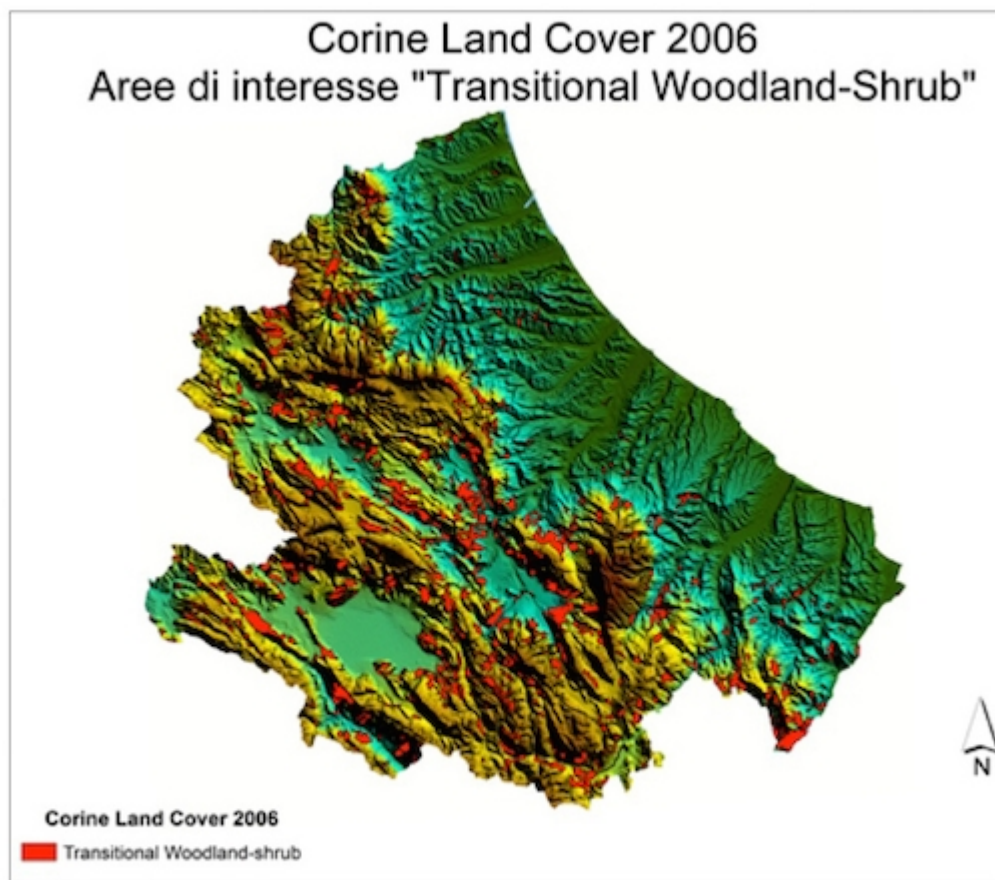 Corine Land Cover 2006
Aree di interesse "Transitional Woodland-Shrub"
N
Corine Land Cover 2006
Transitional Woodland-shrub